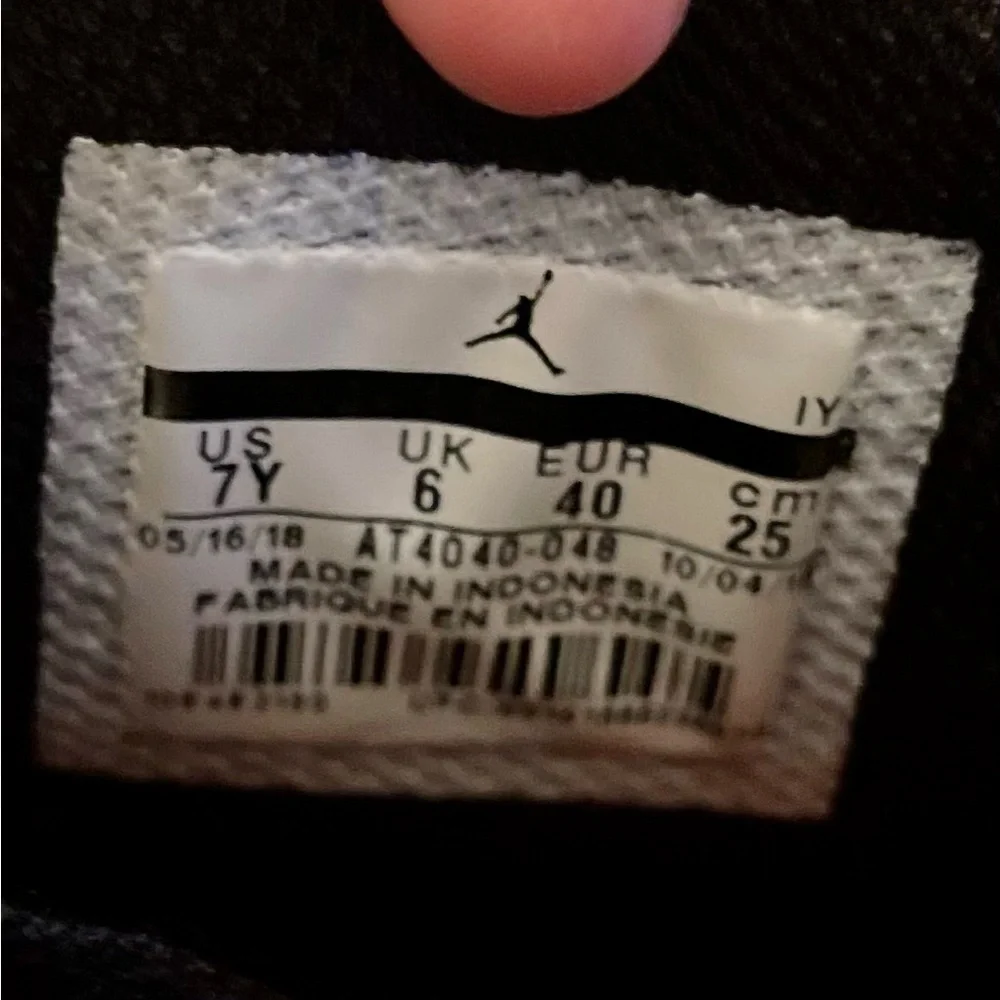 IY
US UK EUR cm
7Y 6 40 25
05/16/18 AT4040-048 10/04/
MADE IN INDONESIA
FABRIQUE EN INDONESIE